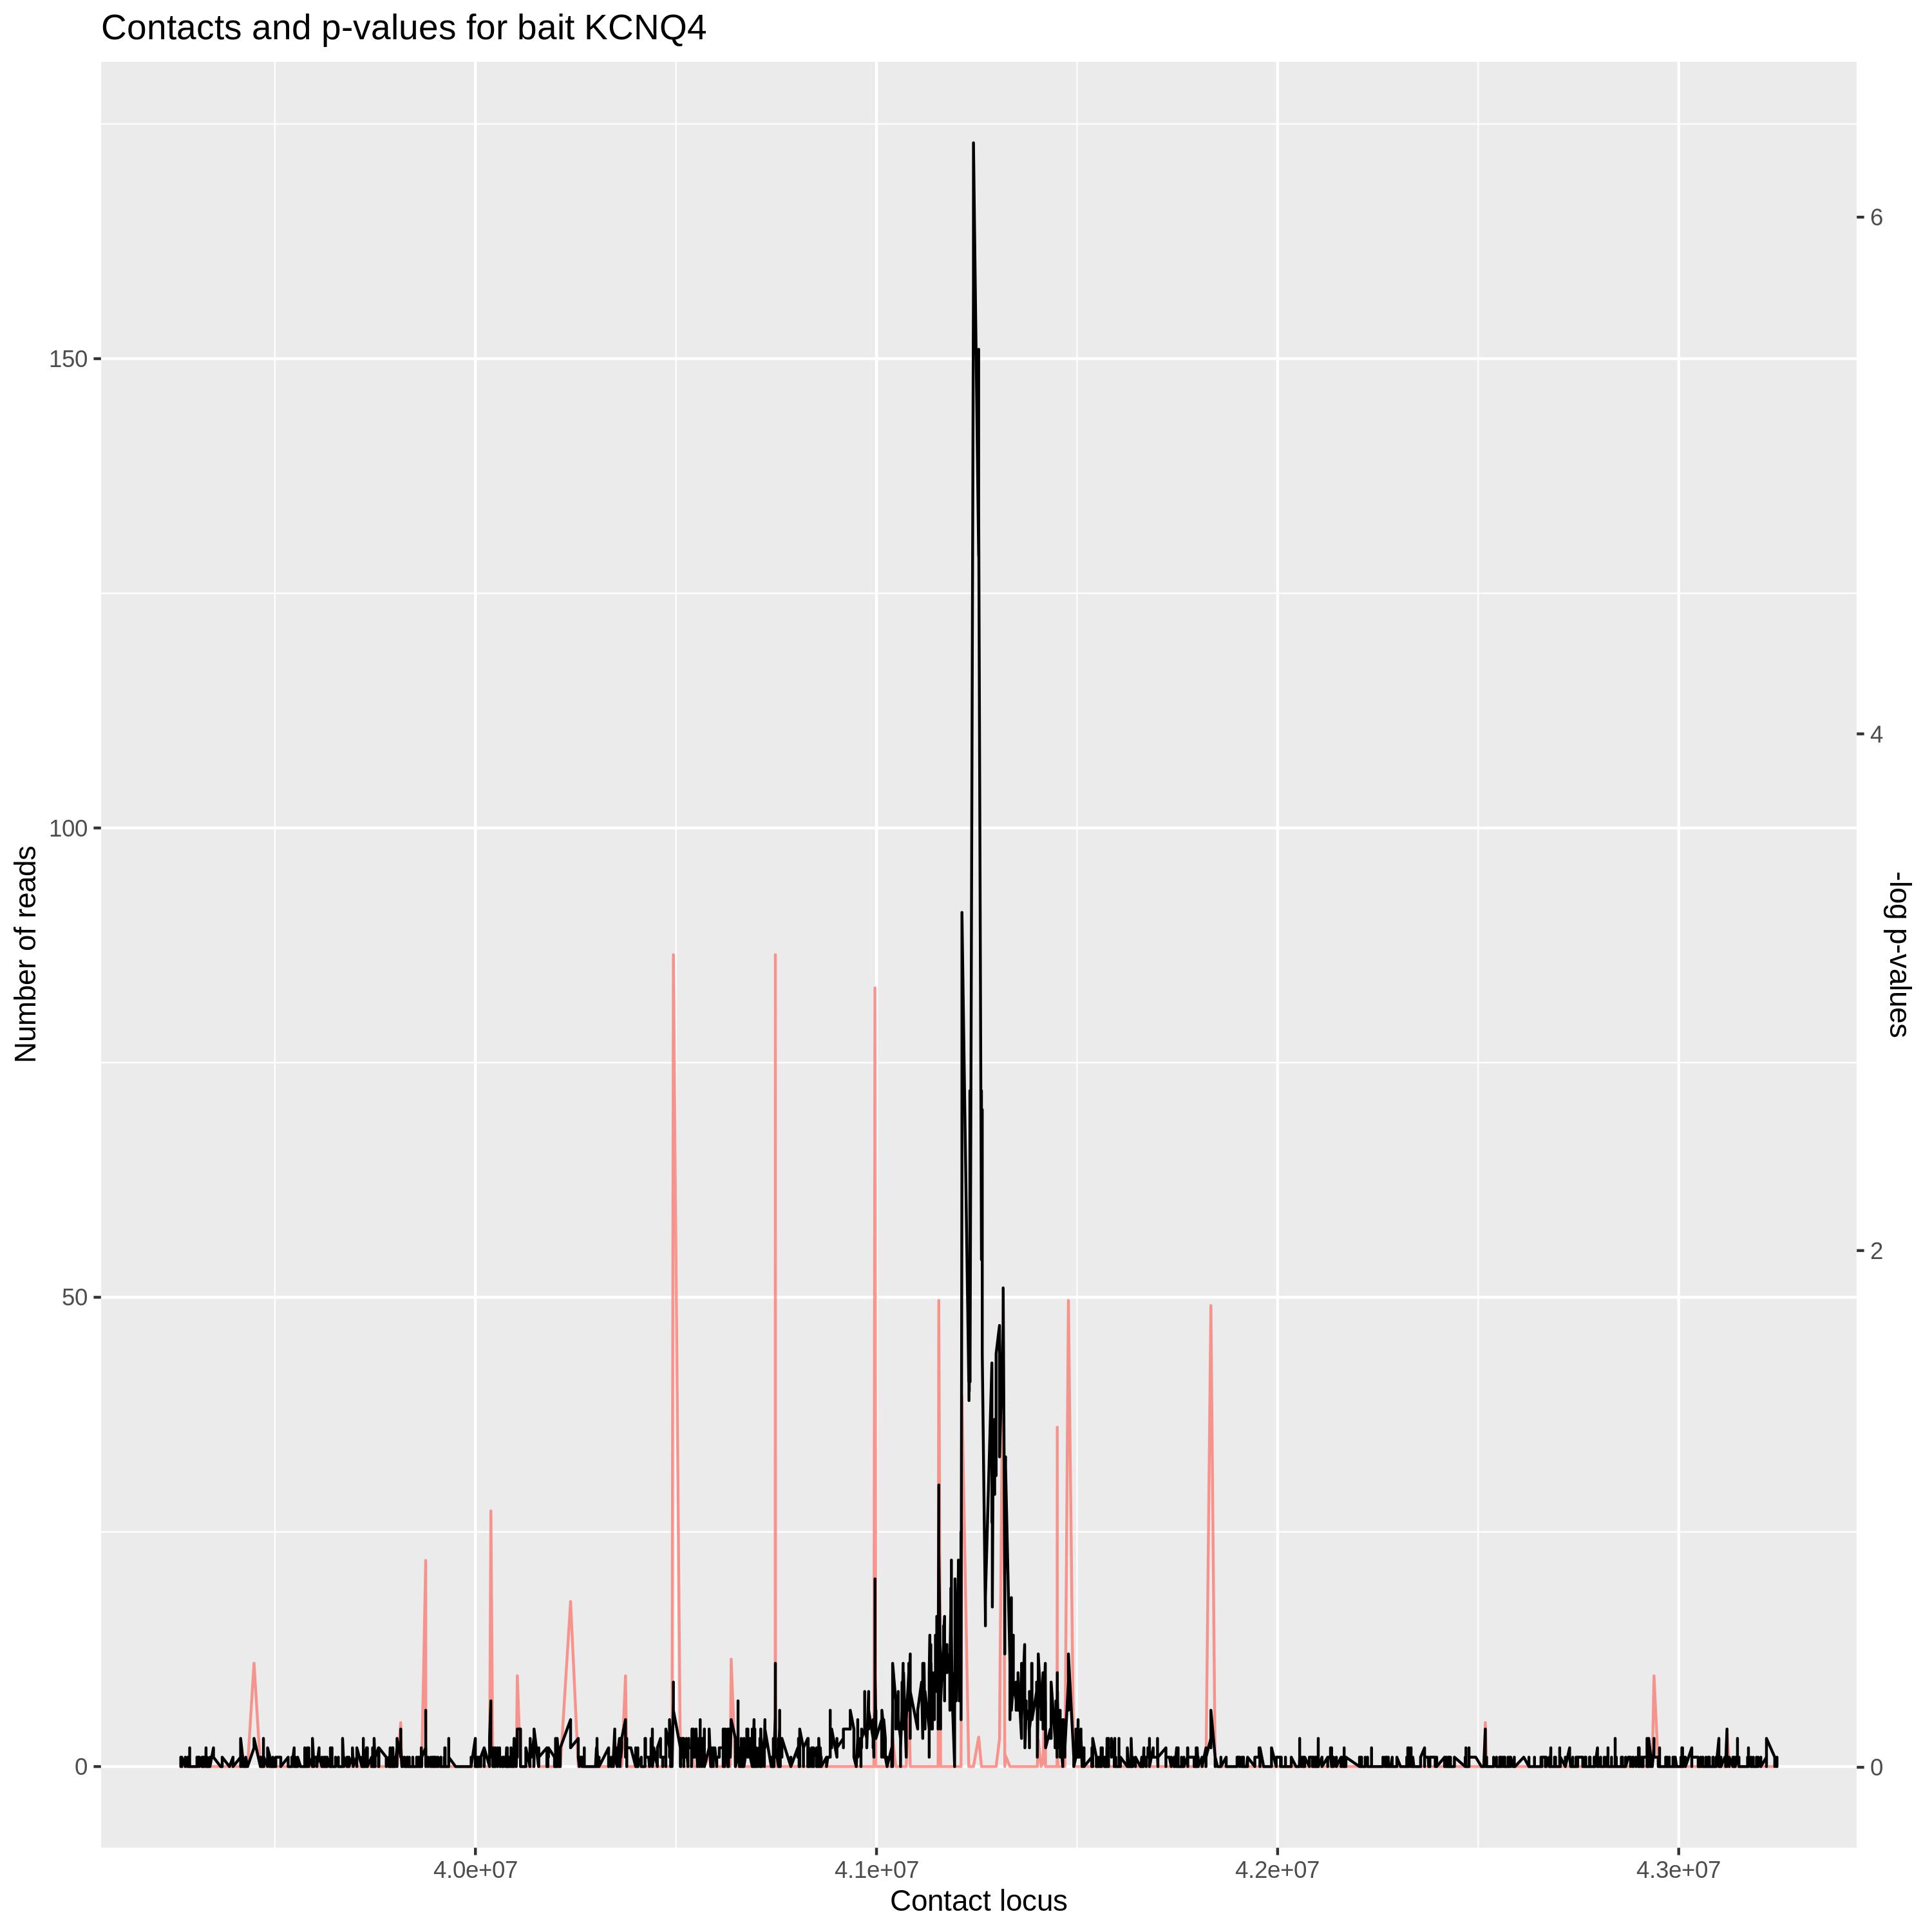 Contacts and p-values for bait KCNQ4
Number of reads
150
100
50
0
6
4
2
0
-log p-values
4.0e+07
4.1e+07
4.2e+07
4.3e+07
Contact locus